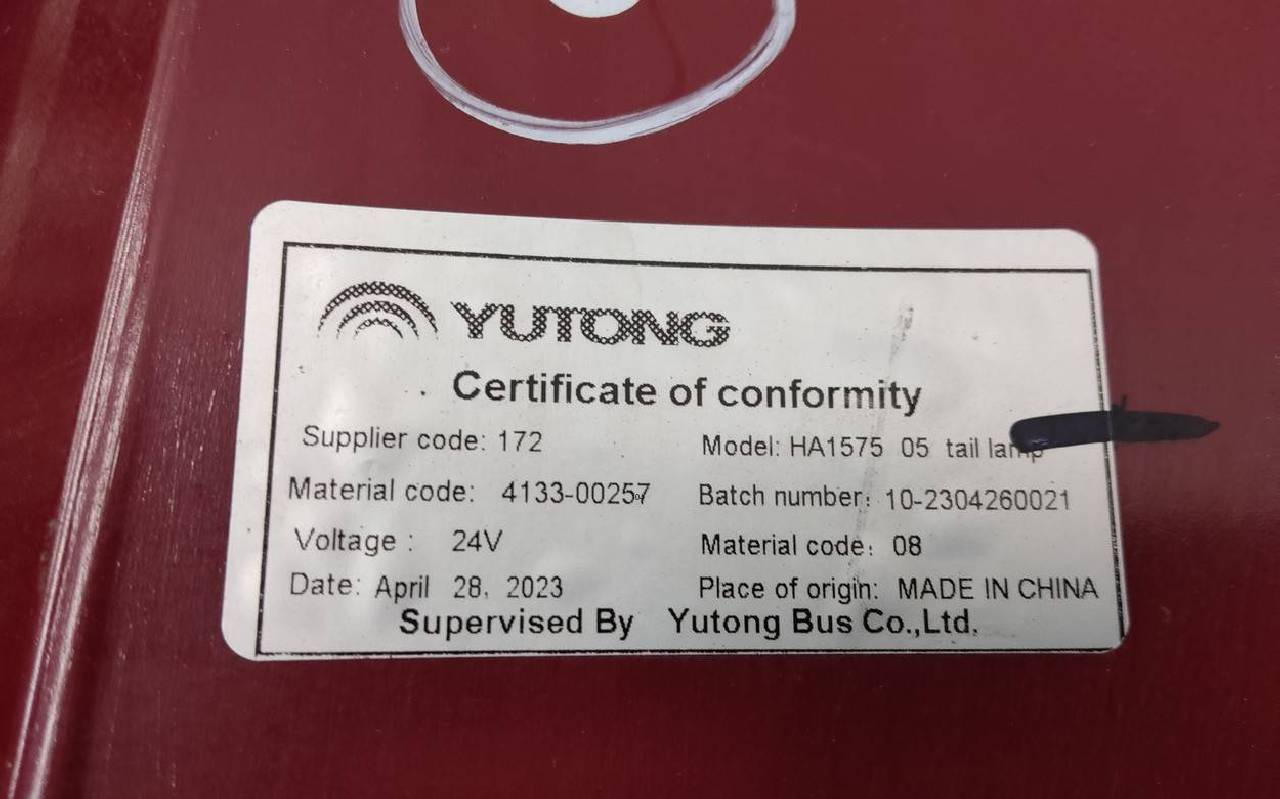 YUTONG
Certificate of conformity
Supplier code: 172 Model: HA1575 05 tail lamp
Material code: 4133-00257 Batch number: 10-2304260021
Voltage : 24V Material code: 08
Date: April 28, 2023 Place of origin: MADE IN CHINA
Supervised By Yutong Bus Co.,Ltd.